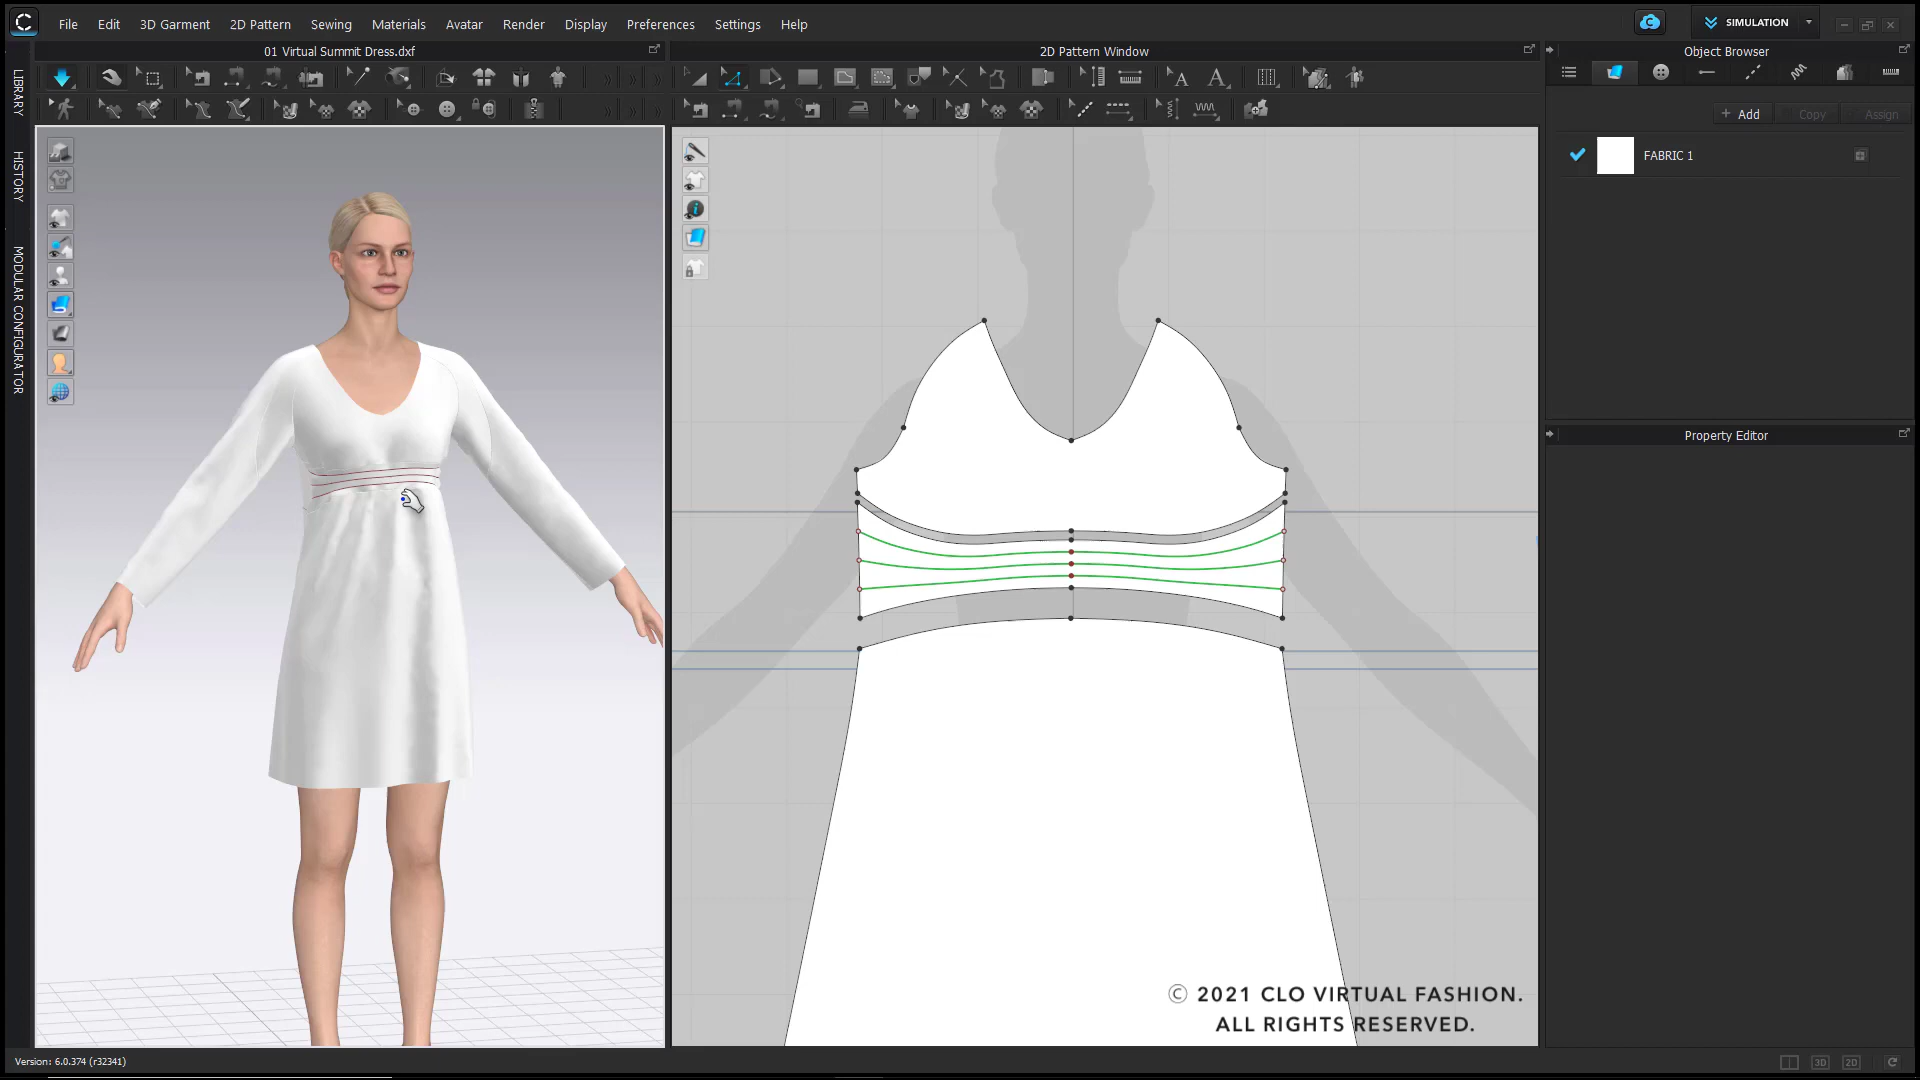 File Edit 3D Garment 2D Pattern Sewing Materials Avatar Render Display Preferences Settings Help
SIMULATION
01 Virtual Summit Dress.dxf
2D Pattern Window
Object Browser
LIBRARY
HISTORY
MODULAR CONFIGURATOR
+ Add Copy Assign
FABRIC 1
Property Editor
© 2021 CLO VIRTUAL FASHION.
ALL RIGHTS RESERVED.
Version: 6.0.374 (r32341)
3D 2D